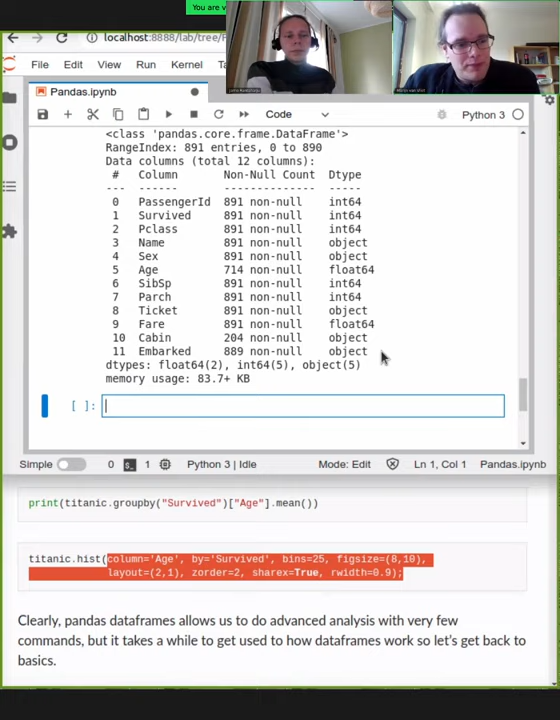 You are v
localhost:8888/lab/tree/
File Edit View Run Kernel
Pandas.ipynb
Code Python 3
<class 'pandas.core.frame.DataFrame'>
RangeIndex: 891 entries, 0 to 890
Data columns (total 12 columns):
# Column Non-Null Count Dtype
--- ------ -------------- -----
0 PassengerId 891 non-null int64
1 Survived 891 non-null int64
2 Pclass 891 non-null int64
3 Name 891 non-null object
4 Sex 891 non-null object
5 Age 714 non-null float64
6 SibSp 891 non-null int64
7 Parch 891 non-null int64
8 Ticket 891 non-null object
9 Fare 891 non-null float64
10 Cabin 204 non-null object
11 Embarked 889 non-null object
dtypes: float64(2), int64(5), object(5)
memory usage: 83.7+ KB
[ ]:
Simple 0 1 Python 3 | Idle Mode: Edit Ln 1, Col 1 Pandas.ipynb
print(titanic.groupby("Survived")["Age"].mean())
titanic.hist(column='Age', by='Survived', bins=25, figsize=(8,10),
layout=(2,1), zorder=2, sharex=True, rwidth=0.9);
Clearly, pandas dataframes allows us to do advanced analysis with very few
commands, but it takes a while to get used to how dataframes work so let's get back to
basics.